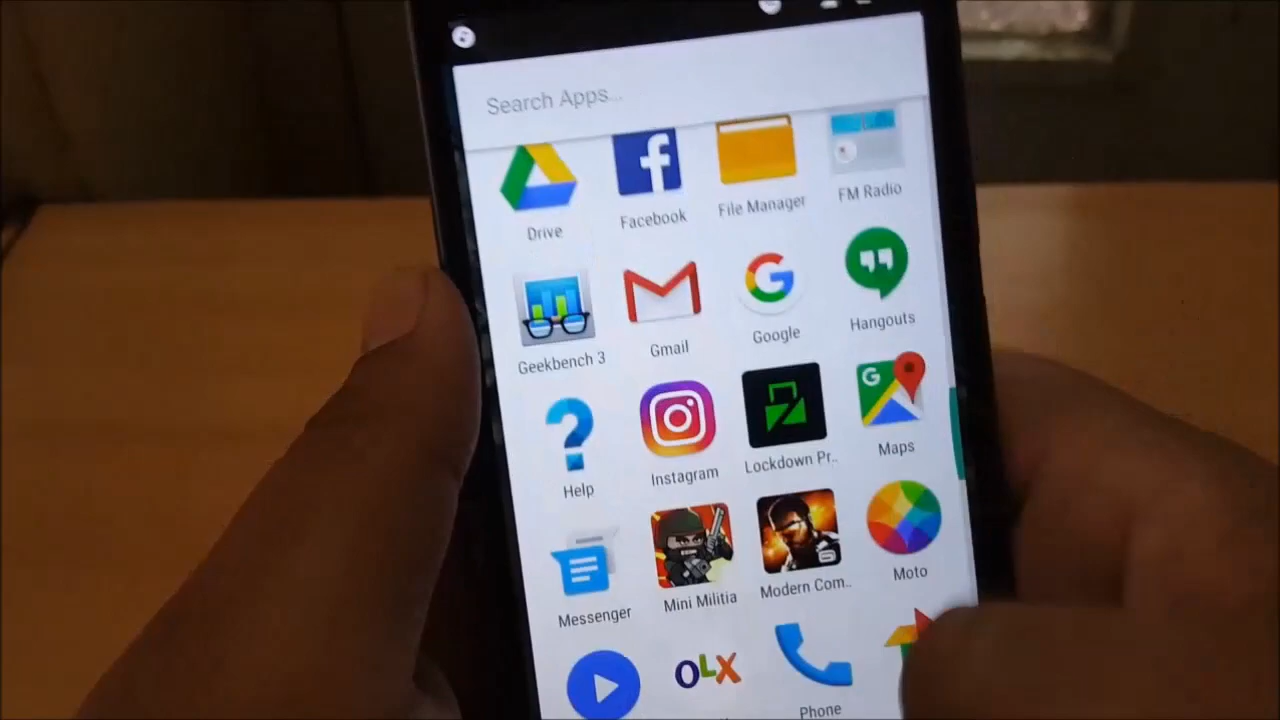 Search Apps...
Drive
Facebook
File Manager
FM Radio
Geekbench 3
Gmail
Google
Hangouts
Help
Instagram
Lockdown Pr..
Maps
Messenger
Mini Militia
Modern Com..
Moto
OLX
Phone